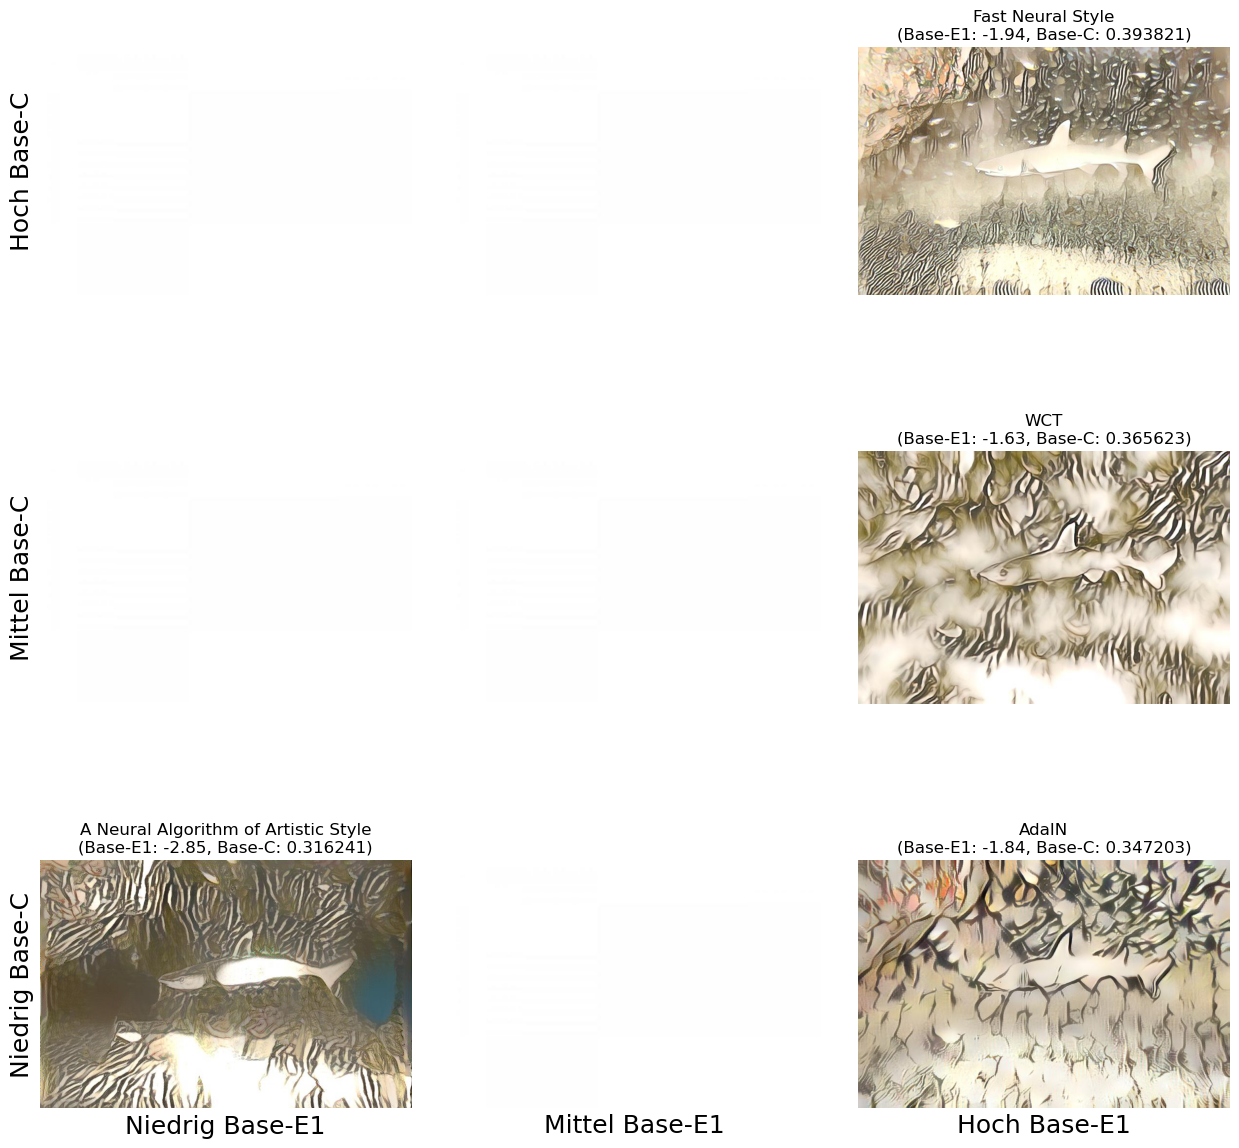 Fast Neural Style
(Base-E1: -1.94, Base-C: 0.393821)
Hoch Base-C
WCT
(Base-E1: -1.63, Base-C: 0.365623)
Mittel Base-C
A Neural Algorithm of Artistic Style
(Base-E1: -2.85, Base-C: 0.316241)
AdaIN
(Base-E1: -1.84, Base-C: 0.347203)
Niedrig Base-C
Niedrig Base-E1
Mittel Base-E1
Hoch Base-E1